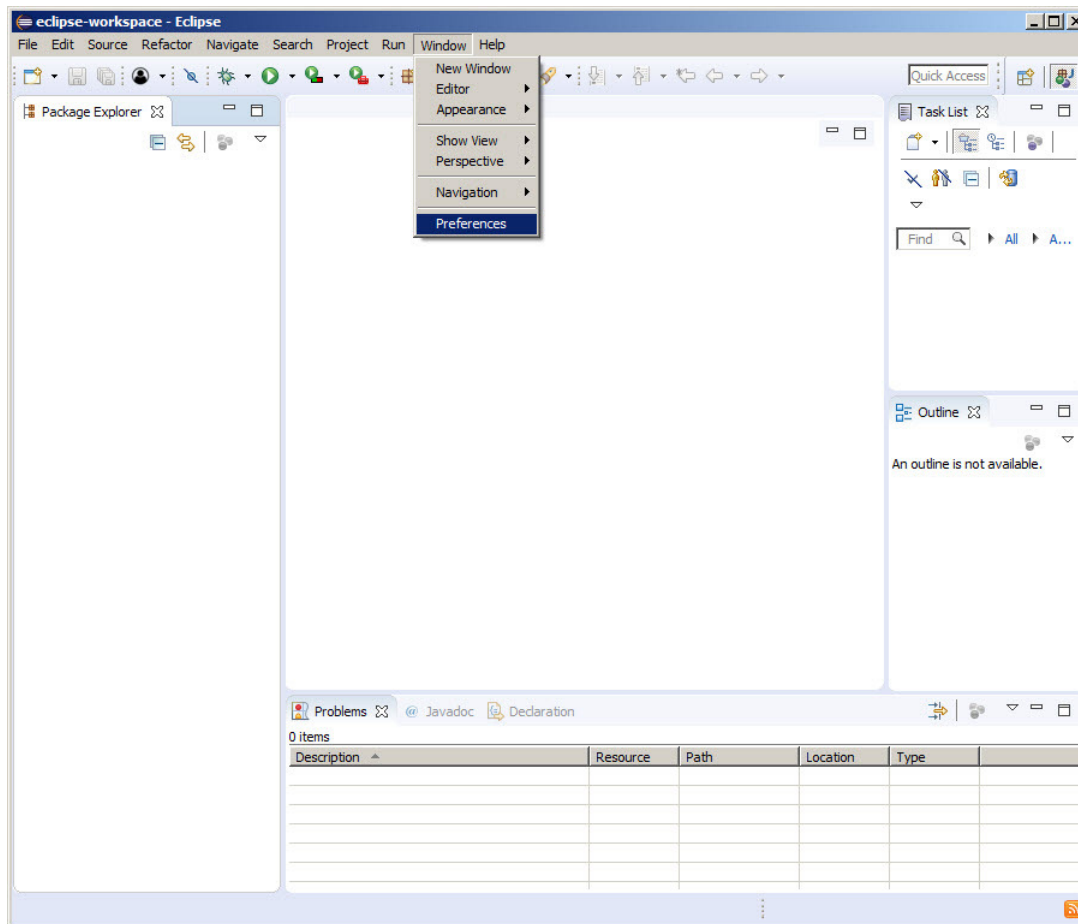 eclipse-workspace - Eclipse
File Edit Source Refactor Navigate Search Project Run Window Help
New Window
Editor
Appearance
Show View
Perspective
Navigation
Preferences
Quick Access
Package Explorer
Task List
Find All A...
Outline
An outline is not available.
Problems @ Javadoc Declaration
0 items
Description Resource Path Location Type